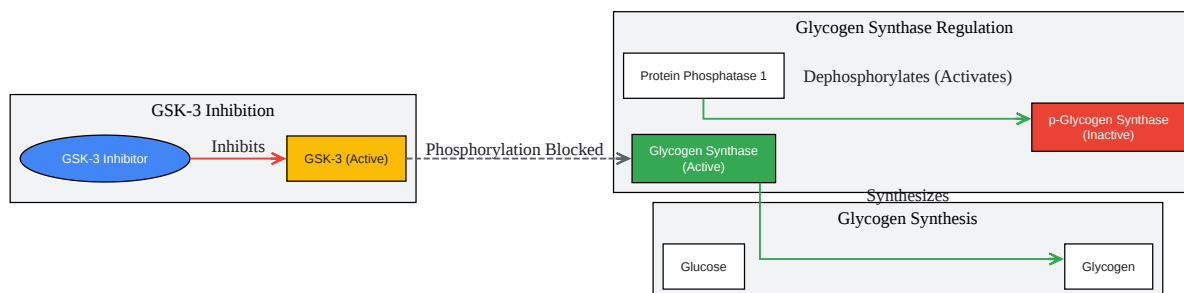 GSK-3 Inhibition
GSK-3 Inhibitor
Inhibits
GSK-3 (Active)
Phosphorylation Blocked
Glycogen Synthase Regulation
Protein Phosphatase 1
Dephosphorylates (Activates)
p-Glycogen Synthase
(Inactive)
Glycogen Synthase
(Active)
Synthesizes
Glycogen Synthesis
Glucose
Glycogen